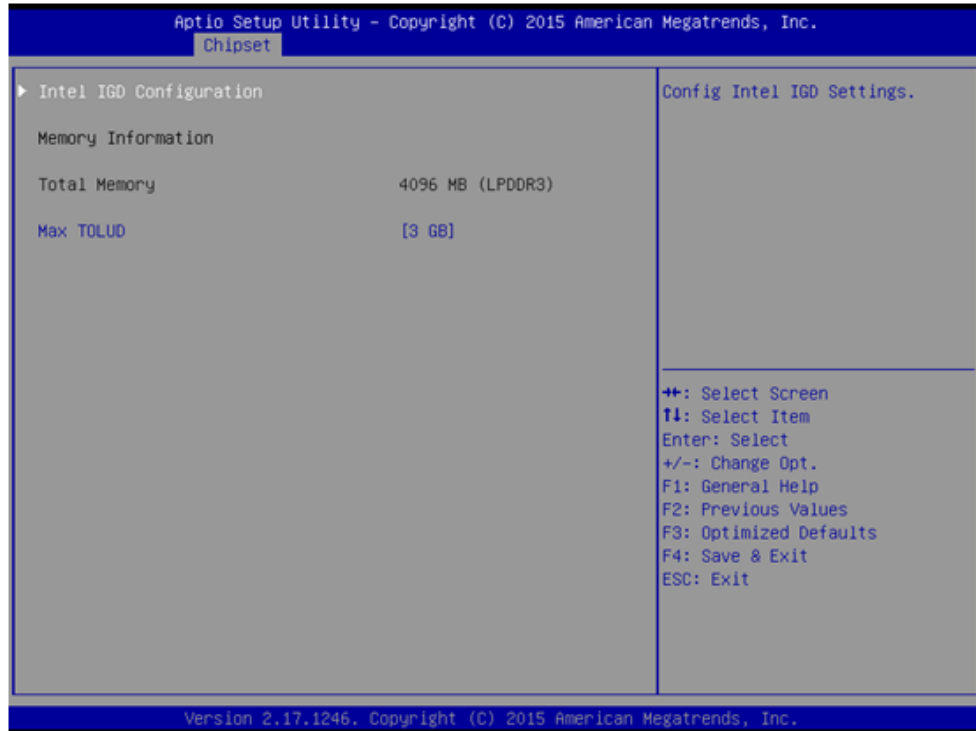 Aptio Setup Utility – Copyright (C) 2015 American Megatrends, Inc.
Chipset
Intel IGD Configuration
Memory Information
Total Memory 4096 MB (LPDDR3)
Max TOLUD [3 GB]
Config Intel IGD Settings.
→←: Select Screen
↑↓: Select Item
Enter: Select
+/-: Change Opt.
F1: General Help
F2: Previous Values
F3: Optimized Defaults
F4: Save & Exit
ESC: Exit
Version 2.17.1246. Copyright (C) 2015 American Megatrends, Inc.